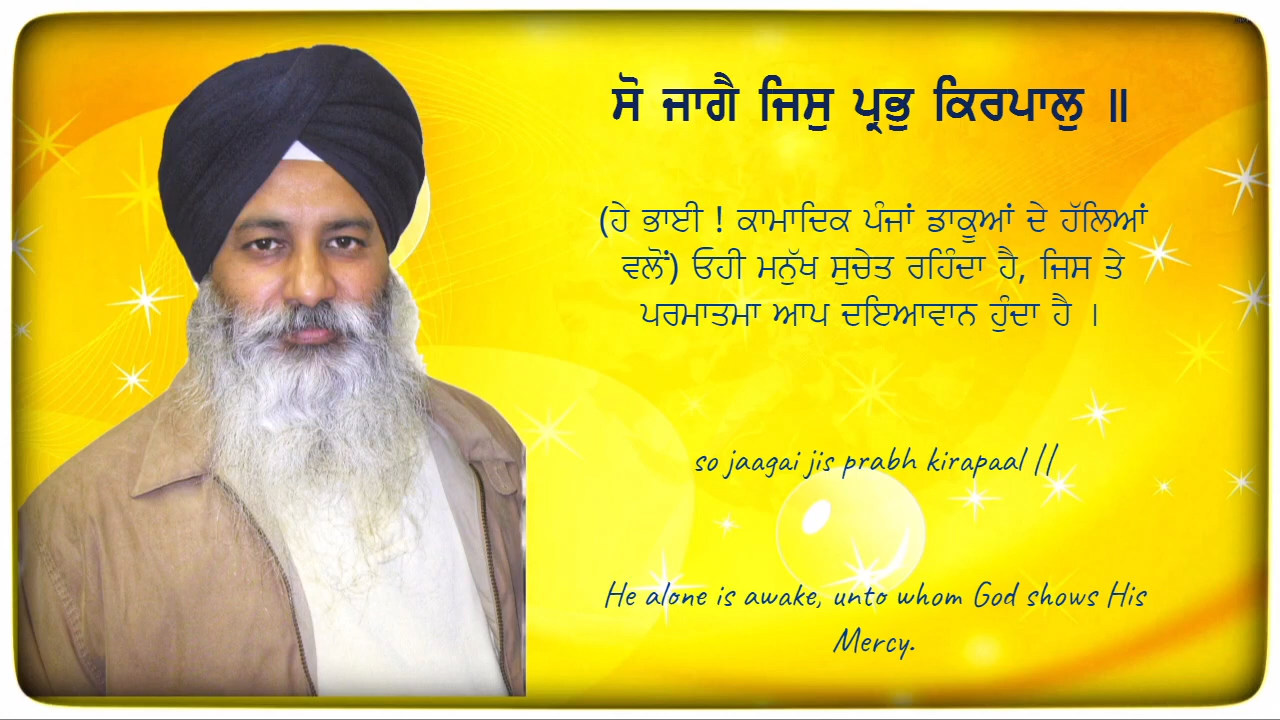 ਸੋ ਜਾਗੈ ਜਿਸੁ ਪ੍ਰਭੁ ਕਿਰਪਾਲੁ ॥
(ਹੇ ਭਾਈ ! ਕਾਮਾਦਿਕ ਪੰਜਾਂ ਡਾਕੂਆਂ ਦੇ ਹੱਲਿਆਂ
ਵਲੋਂ) ਓਹੀ ਮਨੁੱਖ ਸੁਚੇਤ ਰਹਿੰਦਾ ਹੈ, ਜਿਸ ਤੇ
ਪਰਮਾਤਮਾ ਆਪ ਦਇਆਵਾਨ ਹੁੰਦਾ ਹੈ ।
so jaagai jis prabh kirapaal ||
He alone is awake, unto whom God shows His
Mercy.